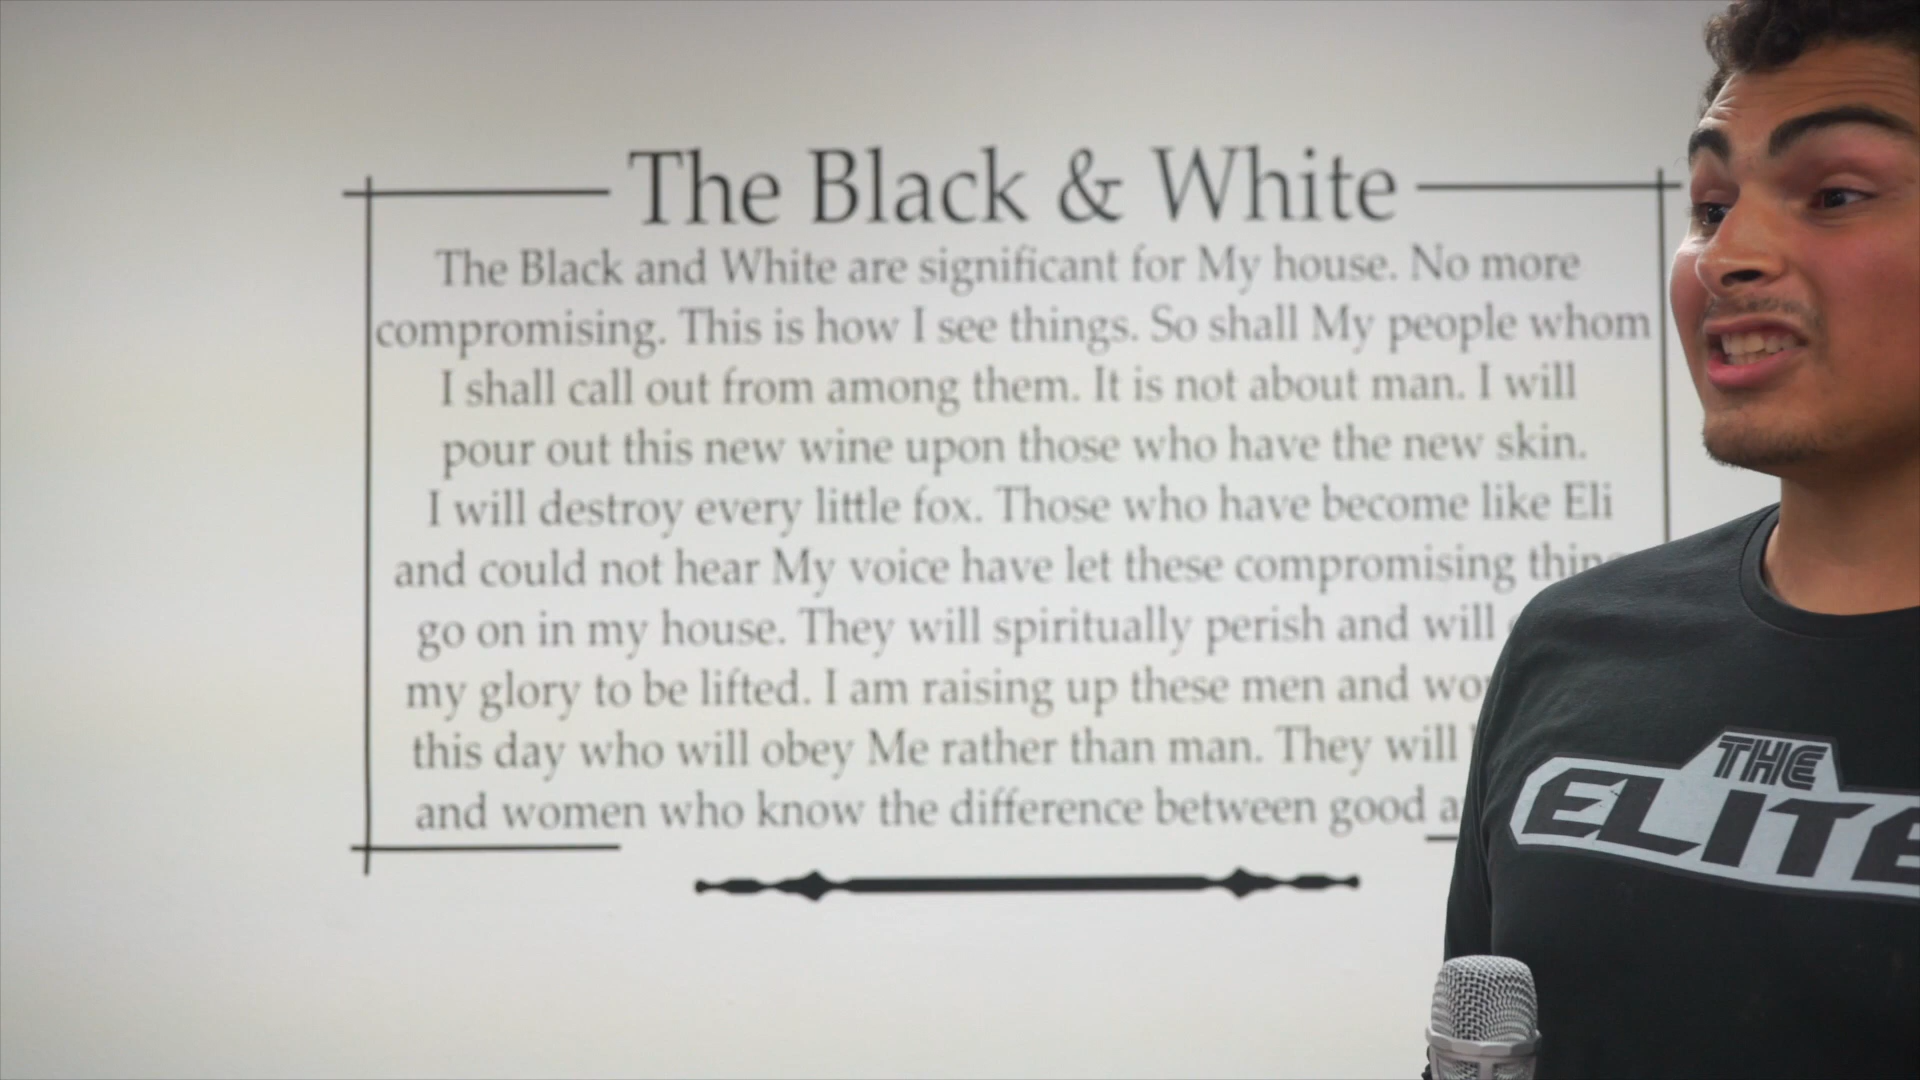 The Black & White
The Black and White are significant for My house. No more
compromising. This is how I see things. So shall My people whom
I shall call out from among them. It is not about man. I will
pour out this new wine upon those who have the new skin.
I will destroy every little fox. Those who have become like Eli
and could not hear My voice have let these compromising
go on in my house. They will spiritually perish and will
my glory to be lifted. I am raising up these men and
this day who will obey Me rather than man. They will
and women who know the difference between good
THE
ELITE